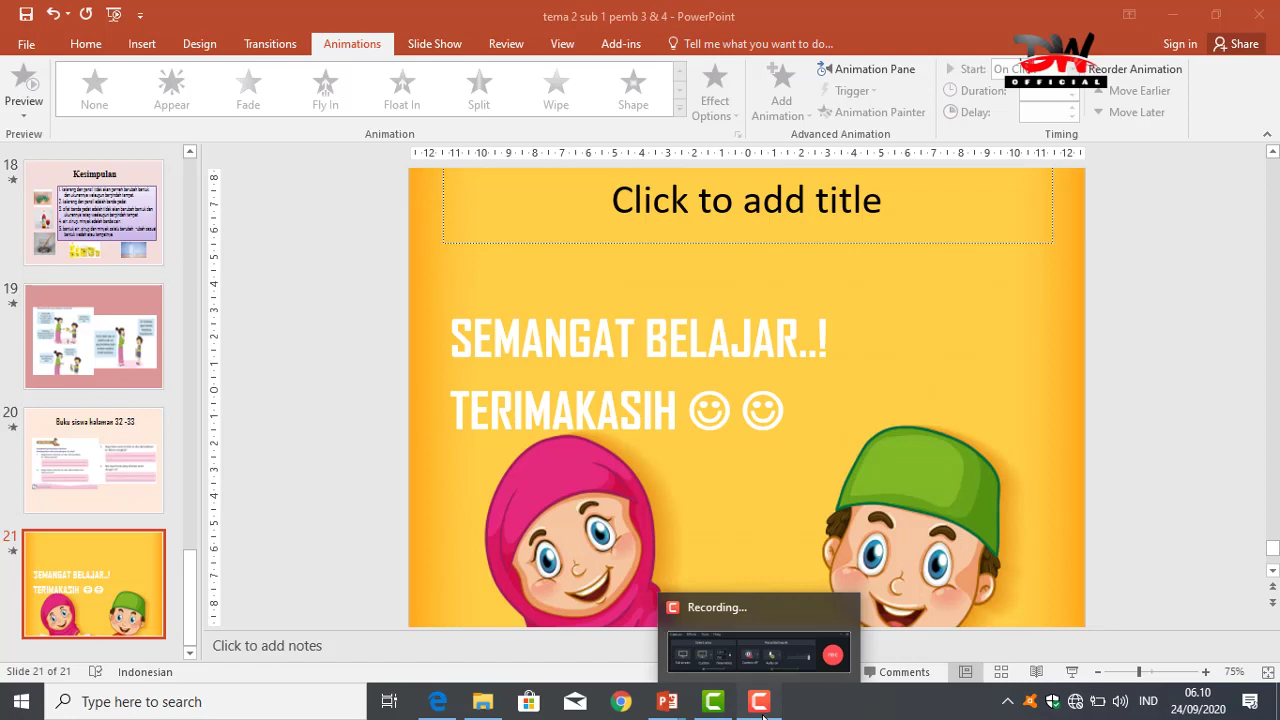 tema 2 sub 1 pemb 3 & 4 - PowerPoint
File Home Insert Design Transitions Animations Slide Show Review View Add-ins Tell me what you want to do... Sign in Share
DW
OFFICIAL
Preview
None Appear Fade Fly In Float In Split Wipe Shape
Effect Options
Add Animation
Animation Pane
Trigger
Animation Painter
Start: On Cl
Duration:
Delay:
Reorder Animation
Move Earlier
Move Later
Preview Animation Advanced Animation Timing
18
Kesimpulan
19
20
Buku siswa halaman 32 -33
21
SEMANGAT BELAJAR..!
TERIMAKASIH ☺ ☺
Click to add title
SEMANGAT BELAJAR..!
TERIMAKASIH ☺ ☺
Click to add notes
Recording...
rec
Indonesian
Comments
75%
Type here to search
IND
06.10
24/09/2020